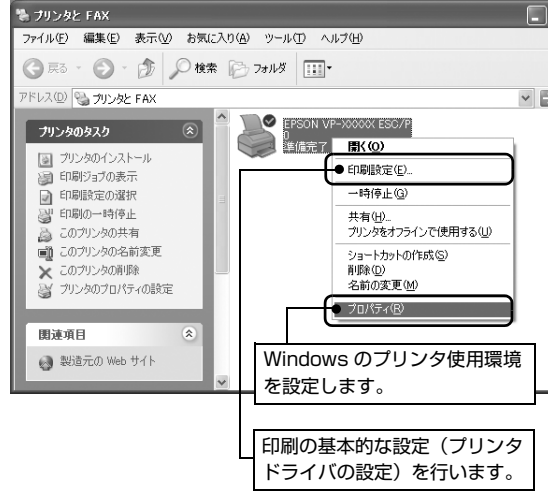 プリンタと FAX
ファイル(F) 編集(E) 表示(V) お気に入り(A) ツール(T) ヘルプ(H)
戻る 検索 フォルダ
アドレス(D) プリンタと FAX
プリンタのタスク
プリンタのインストール
印刷ジョブの表示
印刷設定の選択
印刷の一時停止
このプリンタの共有
このプリンタの名前変更
このプリンタの削除
プリンタのプロパティの設定
関連項目
製造元の Web サイト
EPSON VP-XXXXX ESC/P
0
準備完了
開く(O)
印刷設定(E)...
一時停止(G)
共有(H)...
プリンタをオフラインで使用する(U)
ショートカットの作成(S)
削除(D)
名前の変更(M)
プロパティ(R)
Windows のプリンタ使用環境
を設定します。
印刷の基本的な設定（プリンタ
ドライバの設定）を行います。